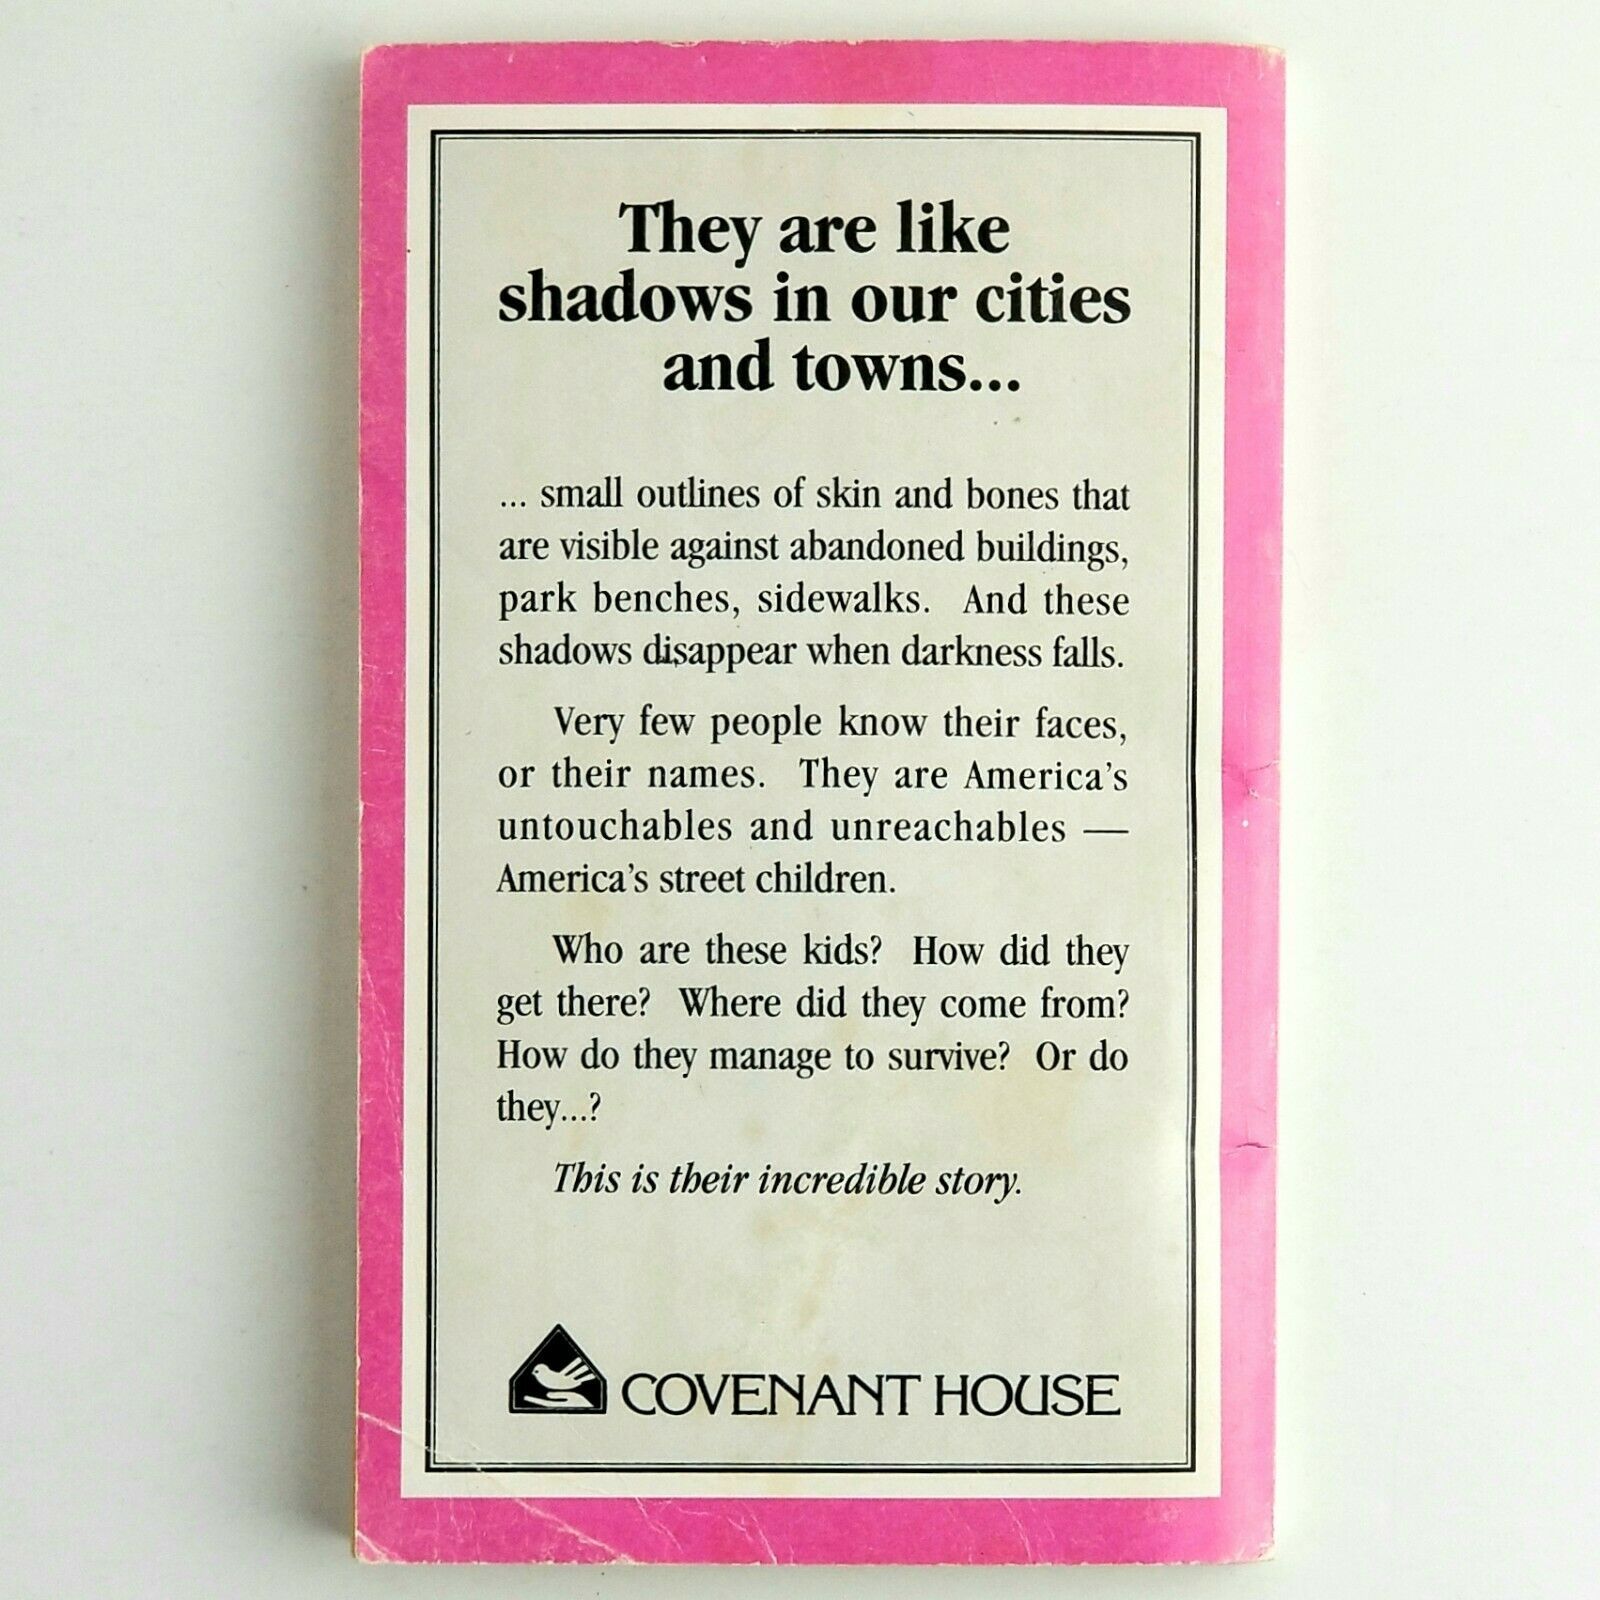 They are like
shadows in our cities
and towns...
... small outlines of skin and bones that
are visible against abandoned buildings,
park benches, sidewalks. And these
shadows disappear when darkness falls.
Very few people know their faces,
or their names. They are America's
untouchables and unreachables —
America's street children.
Who are these kids? How did they
get there? Where did they come from?
How do they manage to survive? Or do
they...?
This is their incredible story.
COVENANT HOUSE